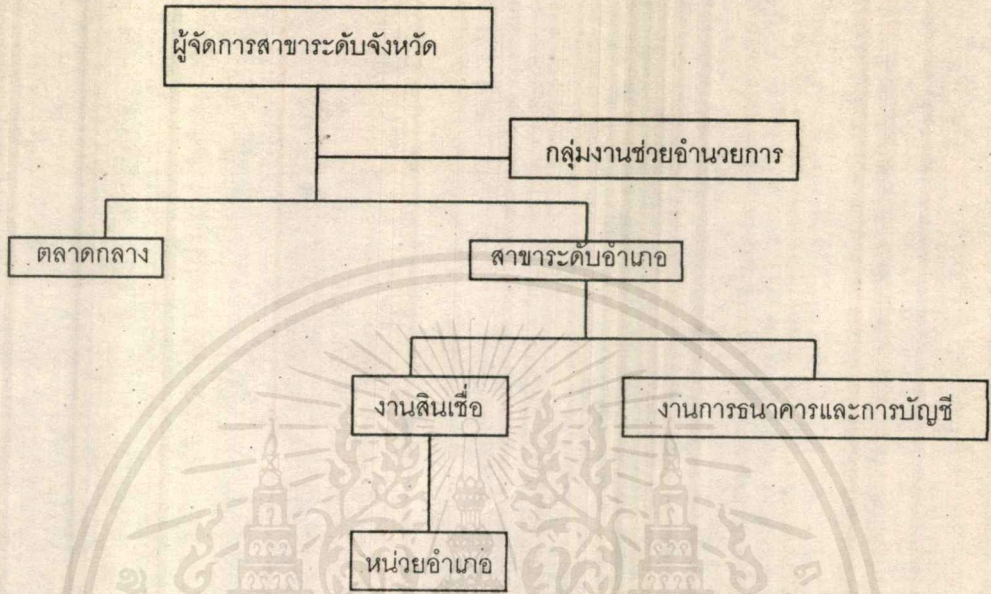 ผู้จัดการสาขาระดับจังหวัด
กลุ่มงานช่วยอำนวยการ
ตลาดกลาง
สาขาระดับอำเภอ
งานสินเชื่อ
งานการธนาคารและการบัญชี
หน่วยอำเภอ